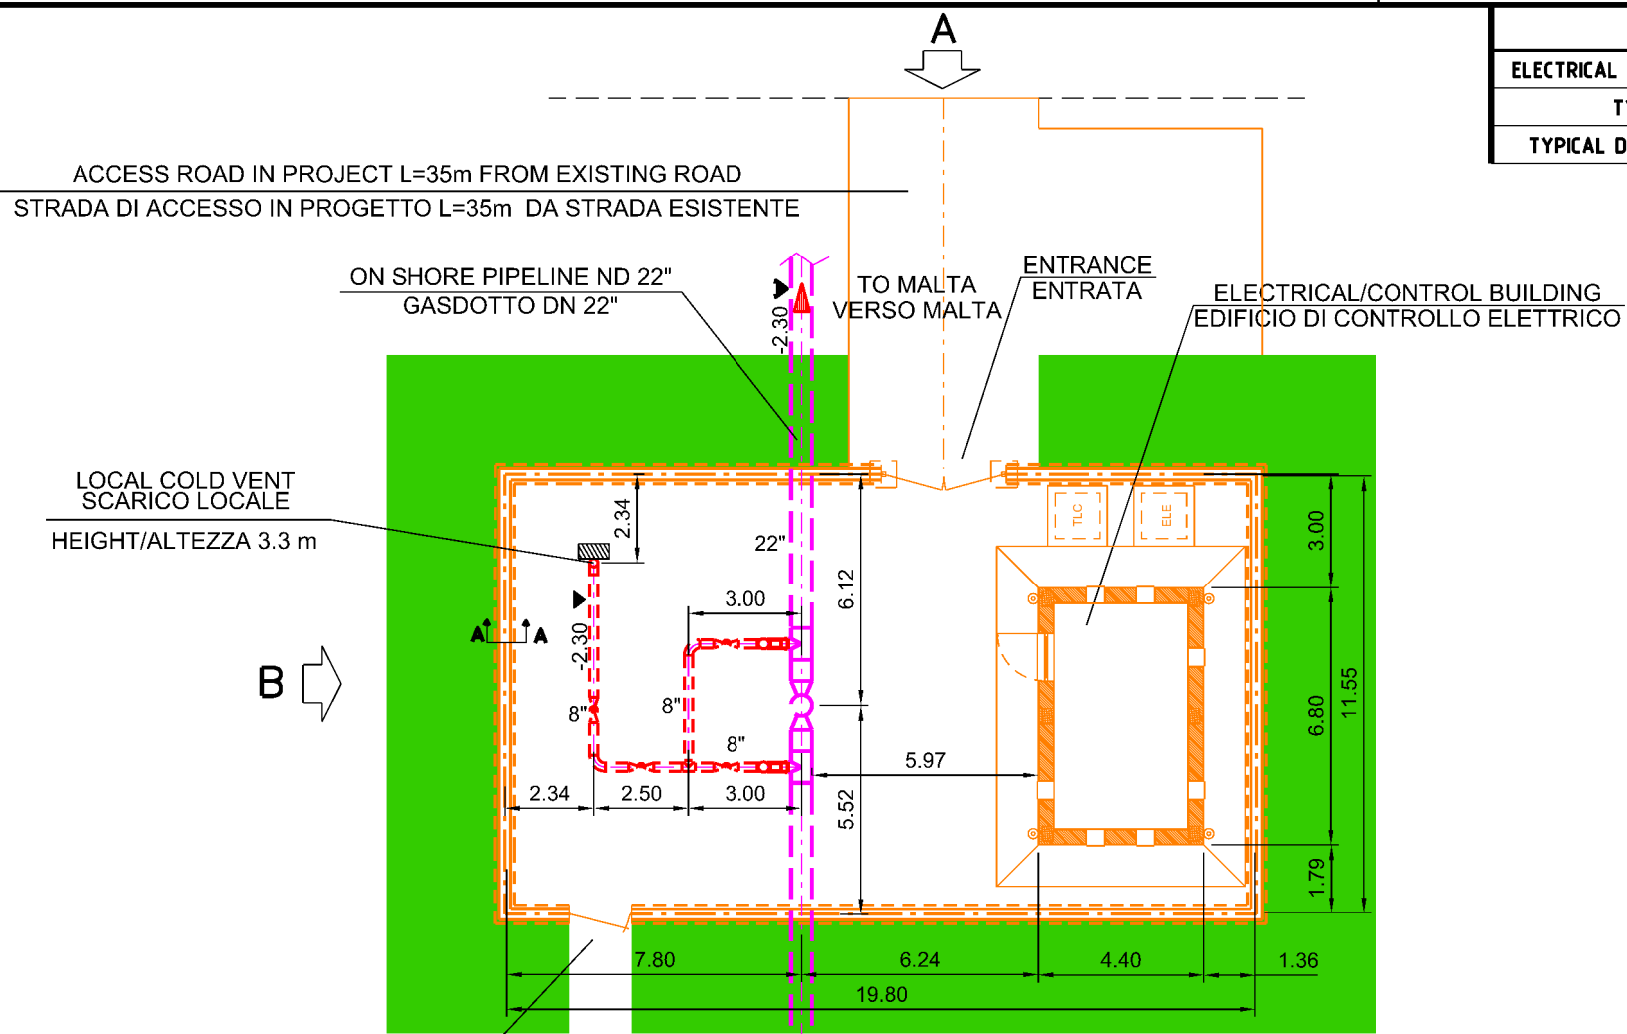 A
ELECTRICAL
TYPICAL D
ACCESS ROAD IN PROJECT L=35m FROM EXISTING ROAD
STRADA DI ACCESSO IN PROGETTO L=35m DA STRADA ESISTENTE
ON SHORE PIPELINE ND 22"
GASDOTTO DN 22"
-2.30
TO MALTA
VERSO MALTA
ENTRANCE
ENTRATA
ELECTRICAL/CONTROL BUILDING
EDIFICIO DI CONTROLLO ELETTRICO
LOCAL COLD VENT
SCARICO LOCALE
HEIGHT/ALTEZZA 3.3 m
2.34
22"
6.12
TLC
ELE
3.00
3.00
A A
-2.30
B
8"
8"
8"
5.97
6.80
11.55
2.34
2.50
3.00
5.52
1.79
7.80
6.24
4.40
1.36
19.80